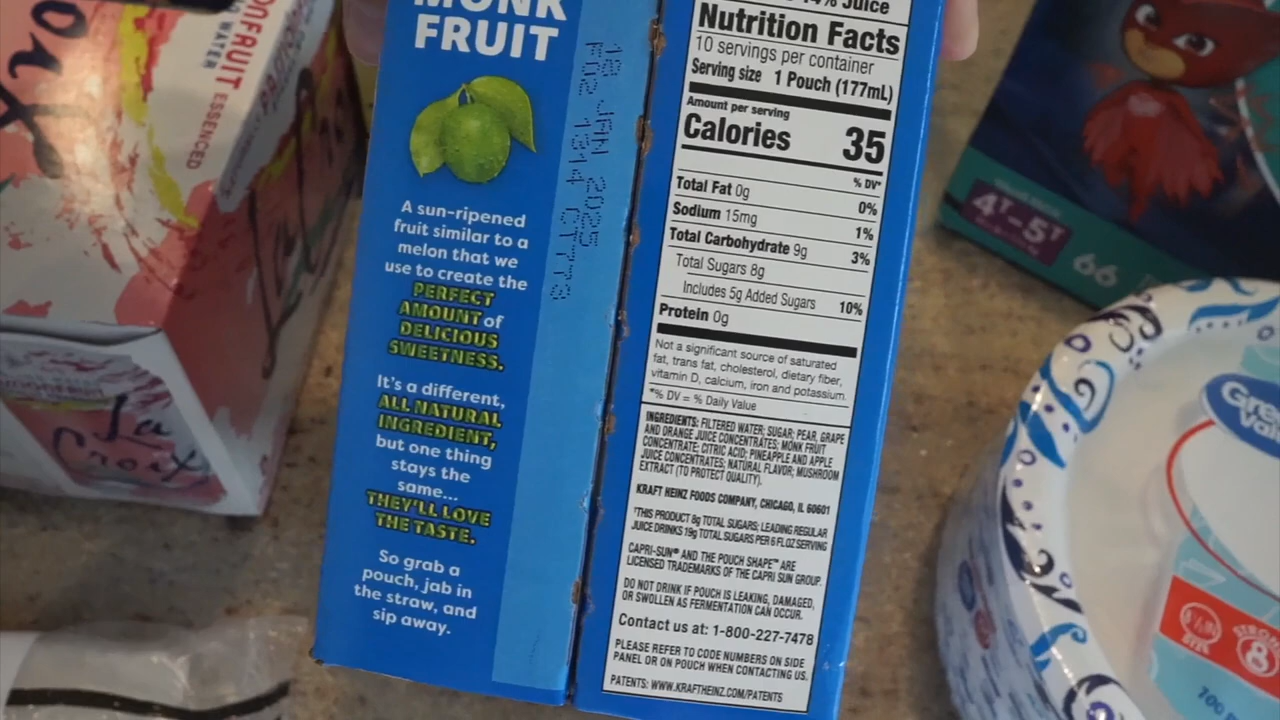 MONK
FRUIT
18 JAN 2025
A sun-ripened
fruit similar to a
melon that we
use to create the
PERFECT
AMOUNT of
DELICIOUS
SWEETNESS.
It's a different,
ALL NATURAL
INGREDIENT,
but one thing
stays the
same...
THEY'LL LOVE
THE TASTE.
So grab a
pouch, jab in
the straw, and
sip away.
14% Juice
Nutrition Facts
10 servings per container
Serving size 1 Pouch (177mL)
Amount per serving
Calories 35
% DV*
Total Fat 0g 0%
Sodium 15mg 1%
Total Carbohydrate 9g 3%
Total Sugars 8g
Includes 5g Added Sugars 10%
Protein 0g
Not a significant source of saturated
fat, trans fat, cholesterol, dietary fiber,
vitamin D, calcium, iron and potassium.
*% DV = % Daily Value
INGREDIENTS: FILTERED WATER; SUGAR; PEAR, GRAPE
AND ORANGE JUICE CONCENTRATES; MONK FRUIT
CONCENTRATE; CITRIC ACID; PINEAPPLE AND APPLE
JUICE CONCENTRATES; NATURAL FLAVOR; MUSHROOM
EXTRACT (TO PROTECT QUALITY).
KRAFT HEINZ FOODS COMPANY, CHICAGO, IL 60601
†THIS PRODUCT 8g TOTAL SUGARS; LEADING REGULAR
JUICE DRINKS 19g TOTAL SUGARS PER 6 FL OZ SERVING
CAPRI-SUN® AND THE POUCH SHAPE™ ARE
LICENSED TRADEMARKS OF THE CAPRI SUN GROUP.
DO NOT DRINK IF POUCH IS LEAKING, DAMAGED,
OR SWOLLEN AS FERMENTATION CAN OCCUR.
Contact us at: 1-800-227-7478
PLEASE REFER TO CODE NUMBERS ON SIDE
PANEL OR ON POUCH WHEN CONTACTING US.
PATENTS: WWW.KRAFTHEINZ.COM/PATENTS
WATER
ESSENCED
La
Croix
4T-5T
66
Great
Value
8